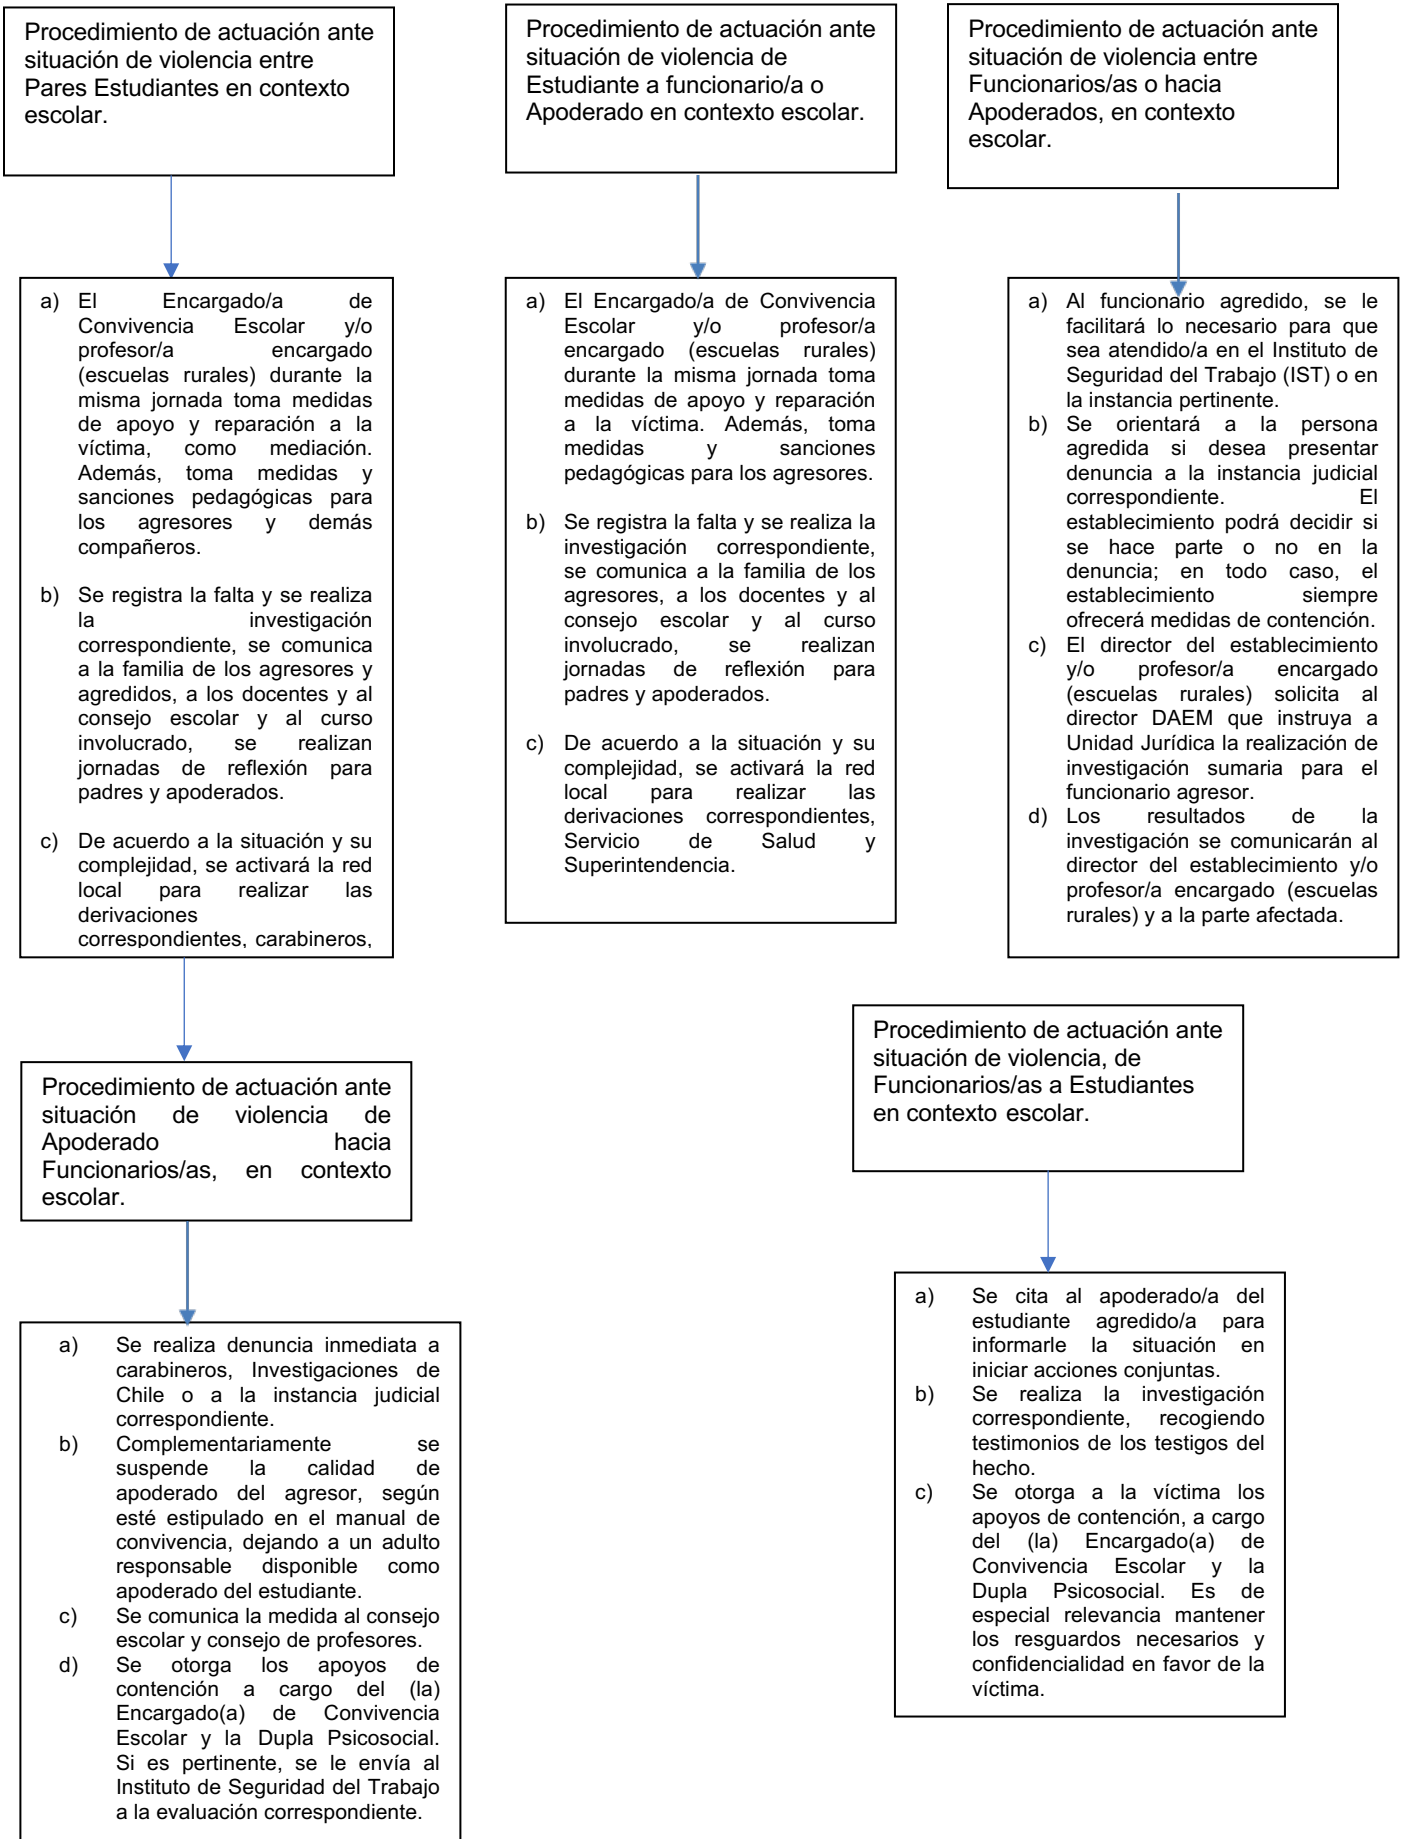 Procedimiento de actuación ante
situación de violencia entre
Pares Estudiantes en contexto
escolar.
Procedimiento de actuación ante
situación de violencia de
Estudiante a funcionario/a o
Apoderado en contexto escolar.
Procedimiento de actuación ante
situación de violencia entre
Funcionarios/as o hacia
Apoderados, en contexto
escolar.
a) El Encargado/a de
Convivencia Escolar y/o
profesor/a encargado
(escuelas rurales) durante la
misma jornada toma medidas
de apoyo y reparación a la
víctima, como mediación.
Además, toma medidas y
sanciones pedagógicas para
los agresores y demás
compañeros.
b) Se registra la falta y se realiza
la investigación
correspondiente, se comunica
a la familia de los agresores y
agredidos, a los docentes y al
consejo escolar y al curso
involucrado, se realizan
jornadas de reflexión para
padres y apoderados.
c) De acuerdo a la situación y su
complejidad, se activará la red
local para realizar las
derivaciones
correspondientes, carabineros,
a) El Encargado/a de Convivencia
Escolar y/o profesor/a
encargado (escuelas rurales)
durante la misma jornada toma
medidas de apoyo y reparación
a la víctima. Además, toma
medidas y sanciones
pedagógicas para los agresores.
b) Se registra la falta y se realiza la
investigación correspondiente,
se comunica a la familia de los
agresores, a los docentes y al
consejo escolar y al curso
involucrado, se realizan
jornadas de reflexión para
padres y apoderados.
c) De acuerdo a la situación y su
complejidad, se activará la red
local para realizar las
derivaciones correspondientes,
Servicio de Salud y
Superintendencia.
a) Al funcionario agredido, se le
facilitará lo necesario para que
sea atendido/a en el Instituto de
Seguridad del Trabajo (IST) o en
la instancia pertinente.
b) Se orientará a la persona
agredida si desea presentar
denuncia a la instancia judicial
correspondiente. El
establecimiento podrá decidir si
se hace parte o no en la
denuncia; en todo caso, el
establecimiento siempre
ofrecerá medidas de contención.
c) El director del establecimiento
y/o profesor/a encargado
(escuelas rurales) solicita al
director DAEM que instruya a
Unidad Jurídica la realización de
investigación sumaria para el
funcionario agresor.
d) Los resultados de la
investigación se comunicarán al
director del establecimiento y/o
profesor/a encargado (escuelas
rurales) y a la parte afectada.
Procedimiento de actuación ante
situación de violencia de
Apoderado hacia
Funcionarios/as, en contexto
escolar.
Procedimiento de actuación ante
situación de violencia, de
Funcionarios/as a Estudiantes
en contexto escolar.
a) Se realiza denuncia inmediata a
carabineros, Investigaciones de
Chile o a la instancia judicial
correspondiente.
b) Complementariamente se
suspende la calidad de
apoderado del agresor, según
esté estipulado en el manual de
convivencia, dejando a un adulto
responsable disponible como
apoderado del estudiante.
c) Se comunica la medida al consejo
escolar y consejo de profesores.
d) Se otorga los apoyos de
contención a cargo del (la)
Encargado(a) de Convivencia
Escolar y la Dupla Psicosocial.
Si es pertinente, se le envía al
Instituto de Seguridad del Trabajo
a la evaluación correspondiente.
a) Se cita al apoderado/a del
estudiante agredido/a para
informarle la situación en
iniciar acciones conjuntas.
b) Se realiza la investigación
correspondiente, recogiendo
testimonios de los testigos del
hecho.
c) Se otorga a la víctima los
apoyos de contención, a cargo
del (la) Encargado(a) de
Convivencia Escolar y la
Dupla Psicosocial. Es de
especial relevancia mantener
los resguardos necesarios y
confidencialidad en favor de la
víctima.